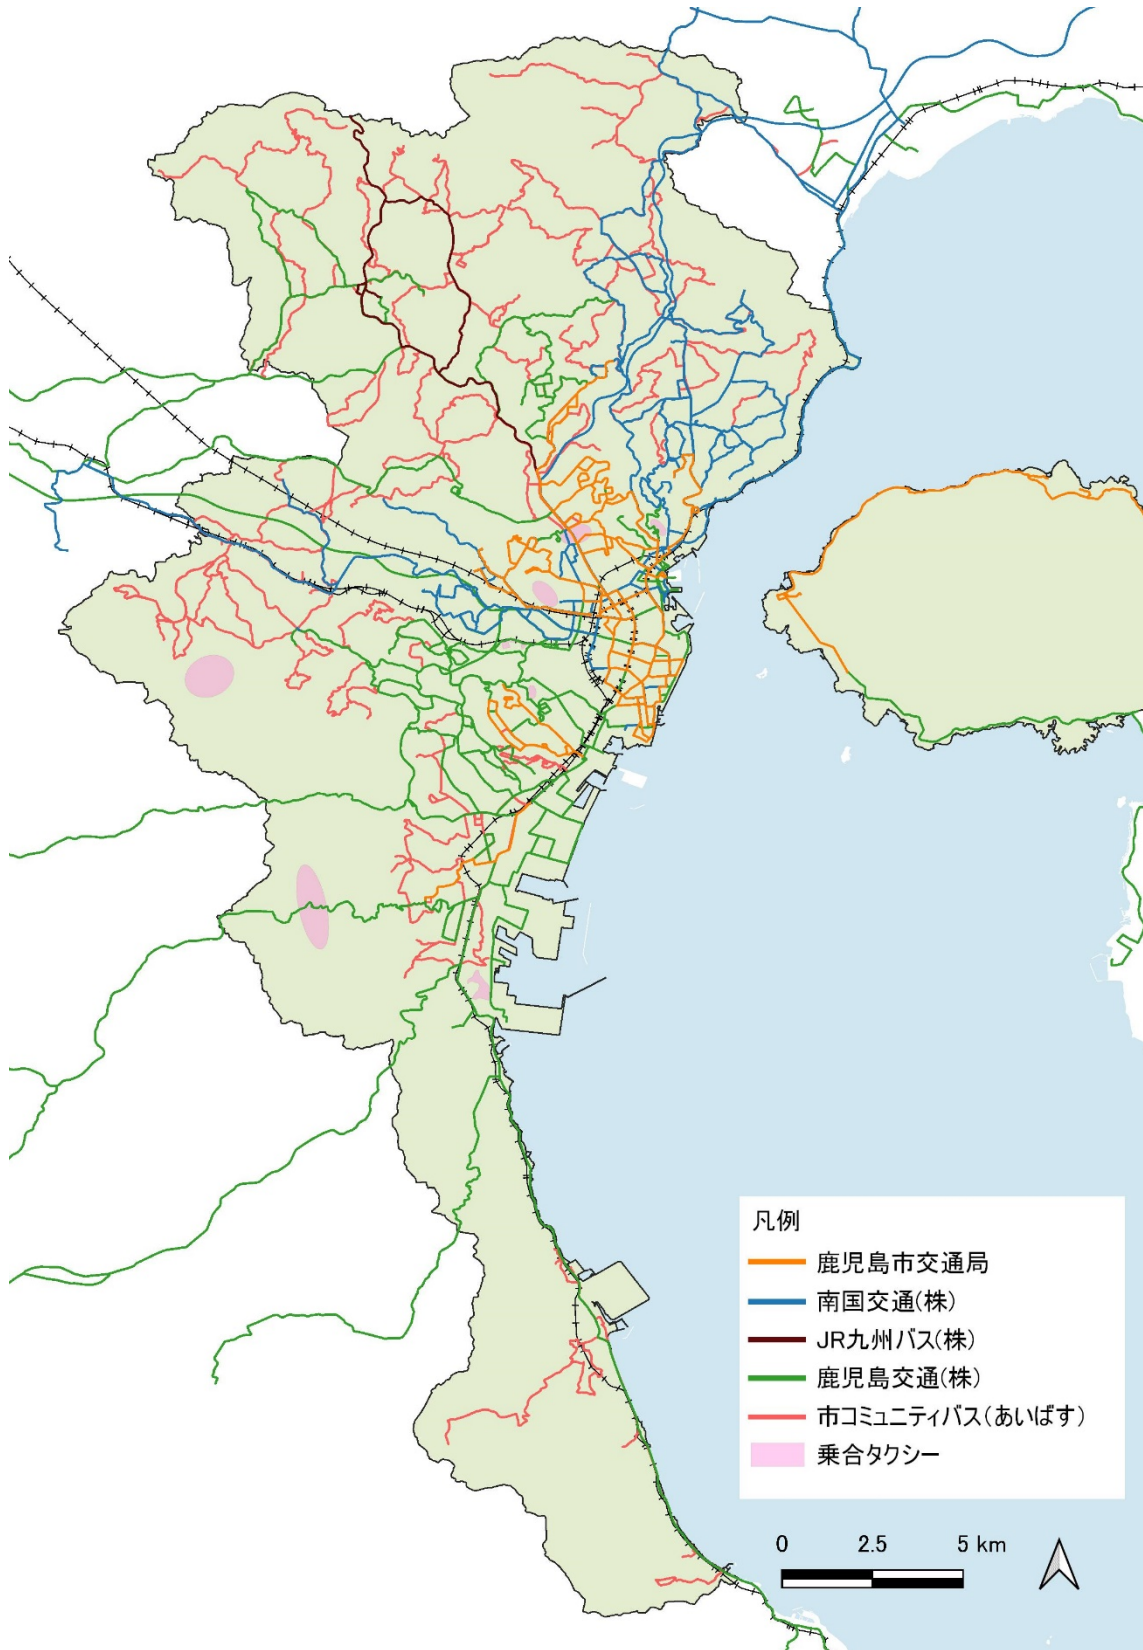 凡例
鹿児島市交通局
南国交通(株)
JR九州バス(株)
鹿児島交通(株)
市コミュニティバス(あいばす)
乗合タクシー
0 2.5 5 km